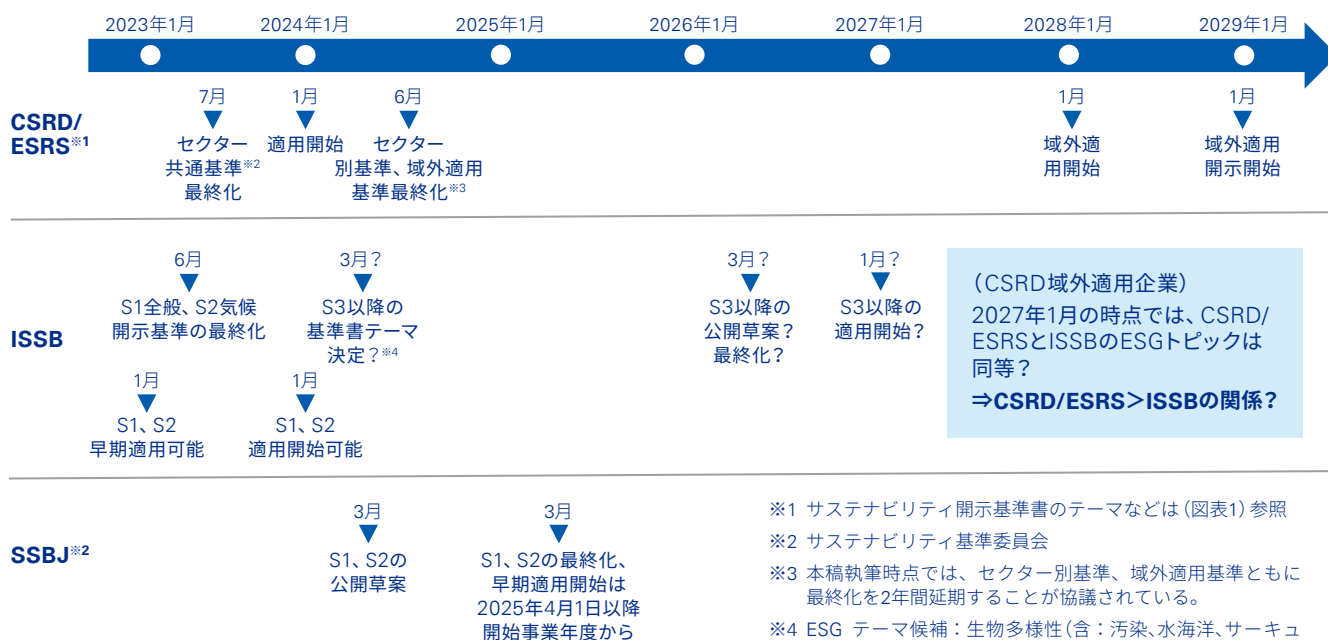 2023年1月 2024年1月 2025年1月 2026年1月 2027年1月 2028年1月 2029年1月
CSRD/
ESRS※1
7月
セクター
共通基準※2
最終化
1月
適用開始
6月
セクター
別基準、域外適用
基準最終化※3
1月
域外適
用開始
1月
域外適用
開示開始
ISSB
6月
S1全般、S2気候
開示基準の最終化
3月?
S3以降の
基準書テーマ
決定?※4
3月?
S3以降の
公開草案?
最終化?
1月?
S3以降の
適用開始?
1月
S1、S2
早期適用可能
1月
S1、S2
適用開始可能
(CSRD域外適用企業)
2027年1月の時点では、CSRD/
ESRSとISSBのESGトピックは
同等?
⇒CSRD/ESRS>ISSBの関係?
SSBJ※2
3月
S1、S2の
公開草案
3月
S1、S2の最終化、
早期適用開始は
2025年4月1日以降
開始事業年度から
※1 サステナビリティ開示基準書のテーマなどは(図表1)参照
※2 サステナビリティ基準委員会
※3 本稿執筆時点では、セクター別基準、域外適用基準ともに
最終化を2年間延期することが協議されている。
※4 ESG テーマ候補:生物多様性(含:汚染、水海洋、サーキュ